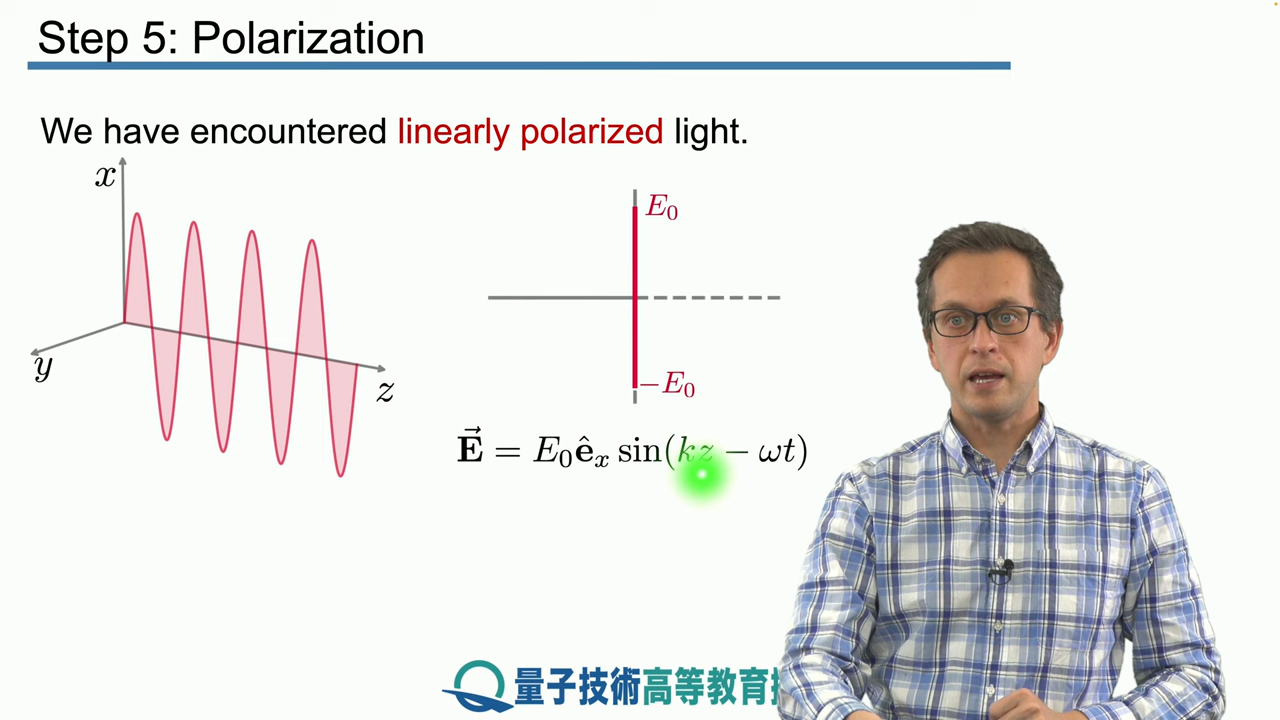 Step 5: Polarization
We have encountered linearly polarized light.
x
y
z
E₀
−E₀
E⃗ = E₀ê_x sin(kz − ωt)
量子技術高等教育